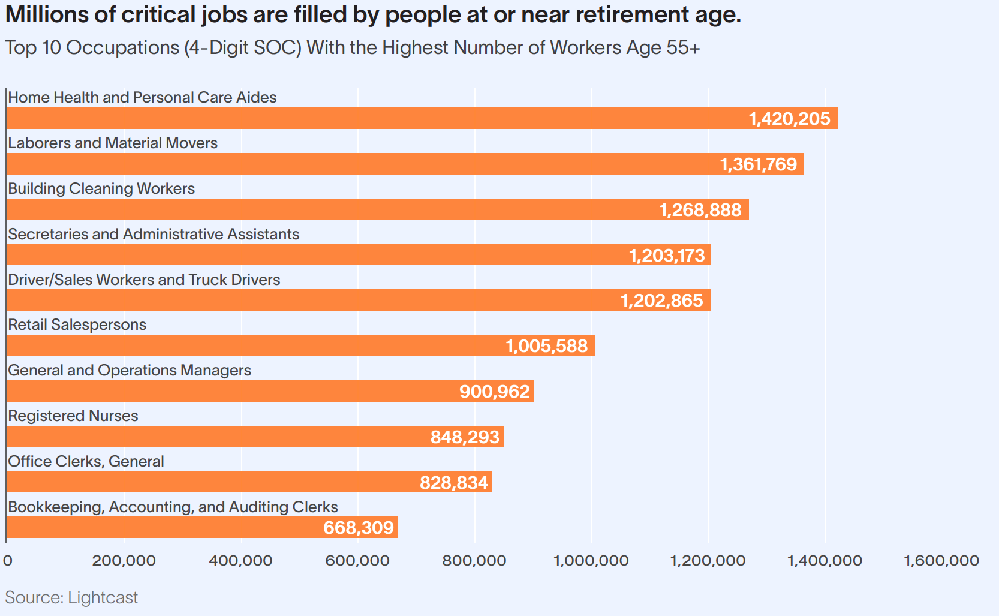 Millions of critical jobs are filled by people at or near retirement age.
Top 10 Occupations (4-Digit SOC) With the Highest Number of Workers Age 55+
Home Health and Personal Care Aides
1,420,205
Laborers and Material Movers
1,361,769
Building Cleaning Workers
1,268,888
Secretaries and Administrative Assistants
1,203,173
Driver/Sales Workers and Truck Drivers
1,202,865
Retail Salespersons
1,005,588
General and Operations Managers
900,962
Registered Nurses
848,293
Office Clerks, General
828,834
Bookkeeping, Accounting, and Auditing Clerks
668,309
0 200,000 400,000 600,000 800,000 1,000,000 1,200,000 1,400,000 1,600,000
Source: Lightcast